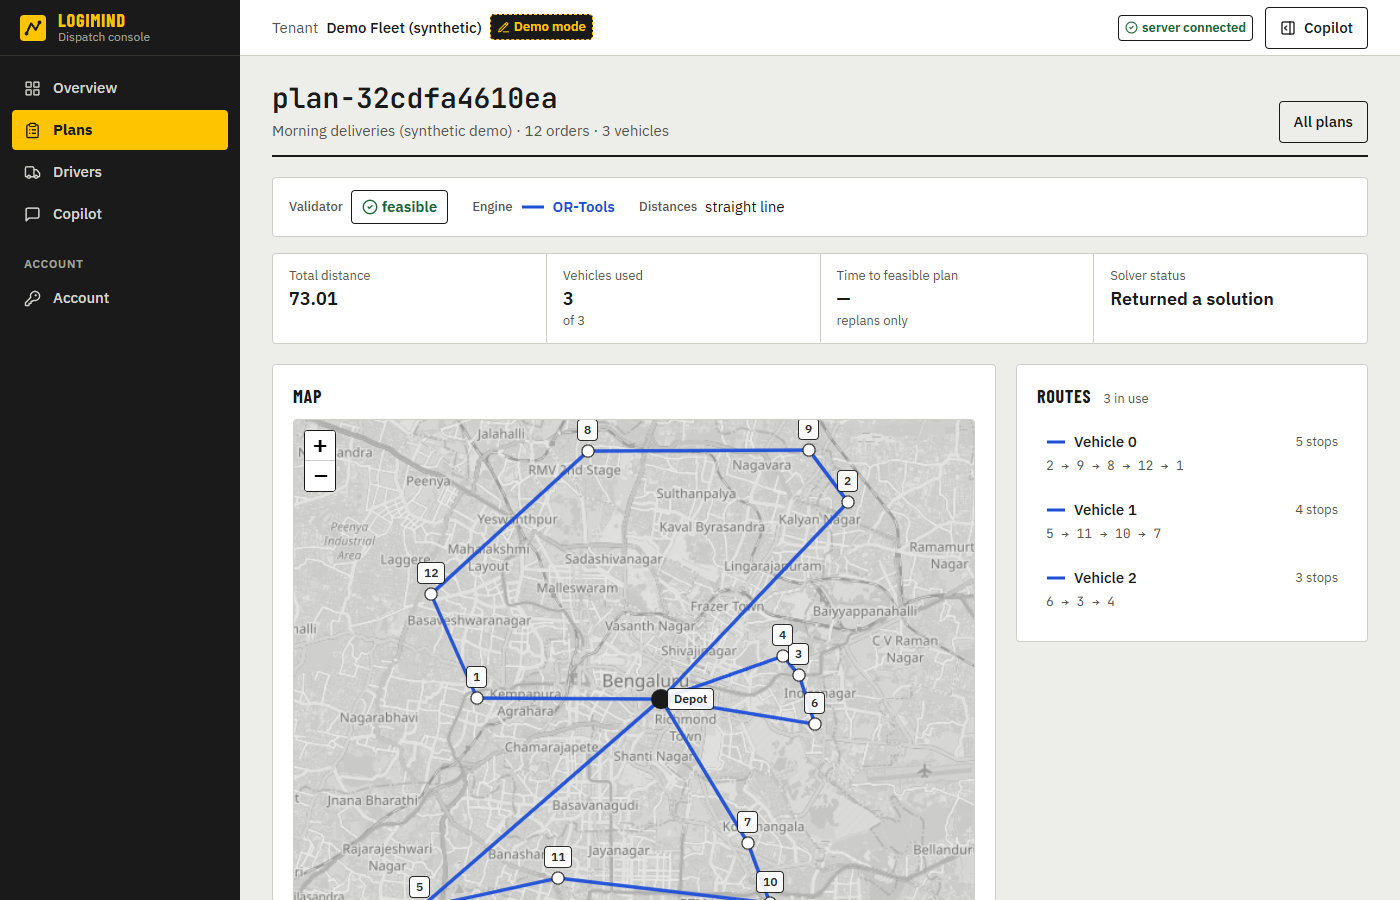 LOGIMIND
Dispatch console
Tenant Demo Fleet (synthetic) Demo mode
server connected
Copilot
Overview
Plans
Drivers
Copilot
ACCOUNT
Account
plan-32cdfa4610ea
Morning deliveries (synthetic demo) · 12 orders · 3 vehicles
All plans
Validator feasible Engine OR-Tools Distances straight line
Total distance
73.01
Vehicles used
3
of 3
Time to feasible plan
—
replans only
Solver status
Returned a solution
MAP
+
−
8
9
Jalahalli
RMV 2nd Stage
Nagavara
Peenya
2
Sulthanpalya
Yeswanthpur
Kaval Byrasandra
Kalyan Nagar
Peenya
Industrial
Area
Laggere
Mahalakshmi
Layout
Sadashivanagar
Lingarajapuram
Ramamurt
Nagar
12
Malleswaram
Basaveshwaranagar
Frazer Town
Baiyyappanahalli
Vasanth Nagar
4
3
C V Raman
Nagar
Shivajinagar
1
Bengaluru
Kempapura
Agrahara
Depot
Indiranagar
6
Nagarabhavi
Richmond
Town
Chamarajapete
Shanti Nagar
Jnana Bharathi
Basavanagudi
7
Koramangala
Rajarajeshwari
Nagar
11
Jayanagar
Bellandur
5
10
ROUTES 3 in use
Vehicle 0 5 stops
2 → 9 → 8 → 12 → 1
Vehicle 1 4 stops
5 → 11 → 10 → 7
Vehicle 2 3 stops
6 → 3 → 4